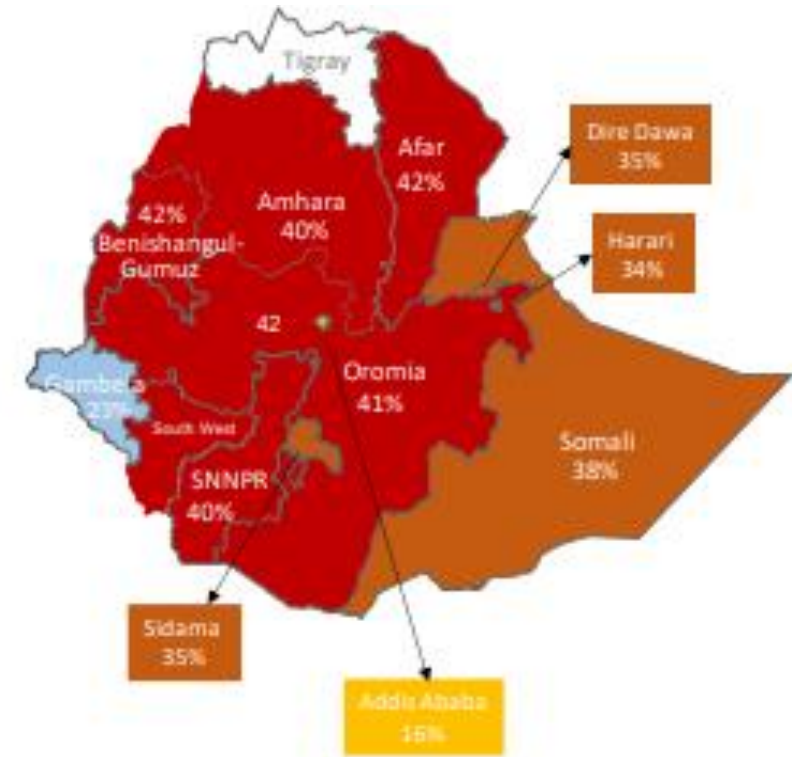 Tigray
Afar
42%
Dire Dawa
35%
Amhara
40%
42%
Benishangul-
Gumuz
Harari
34%
42
Gambela
23%
Oromia
41%
South West
Somali
38%
SNNPR
40%
Sidama
35%
Addis Ababa
16%